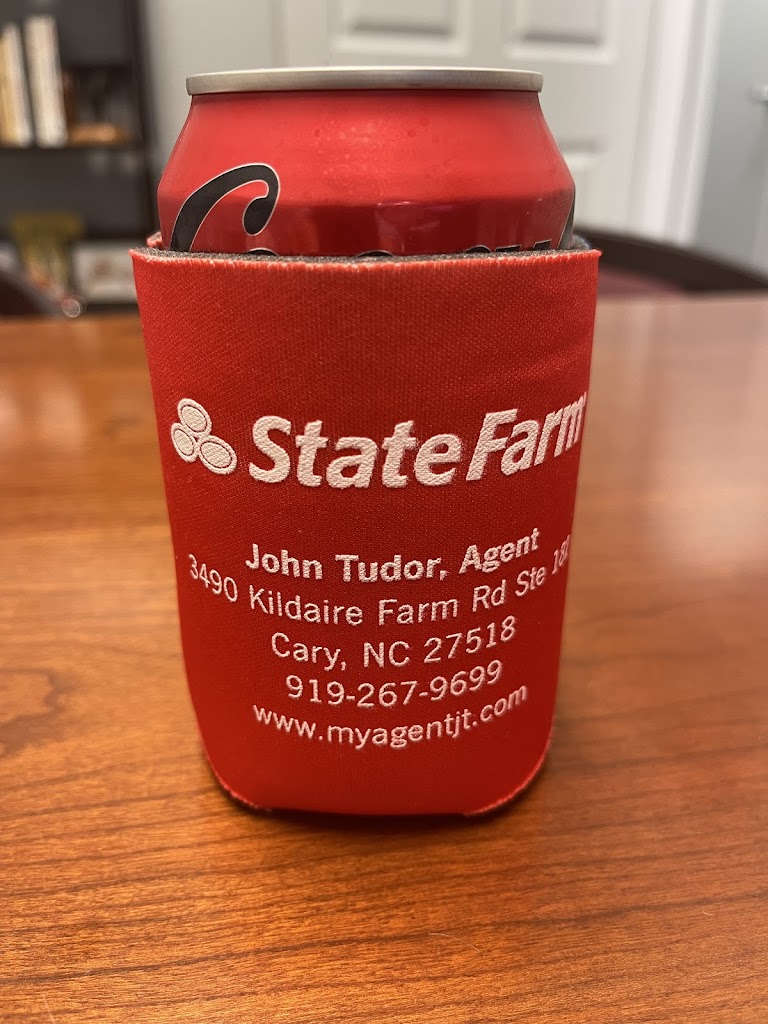 State Farm
John Tudor, Agent
3490 Kildaire Farm Rd Ste
Cary, NC 27518
919-267-9699
www.myagentjt.com